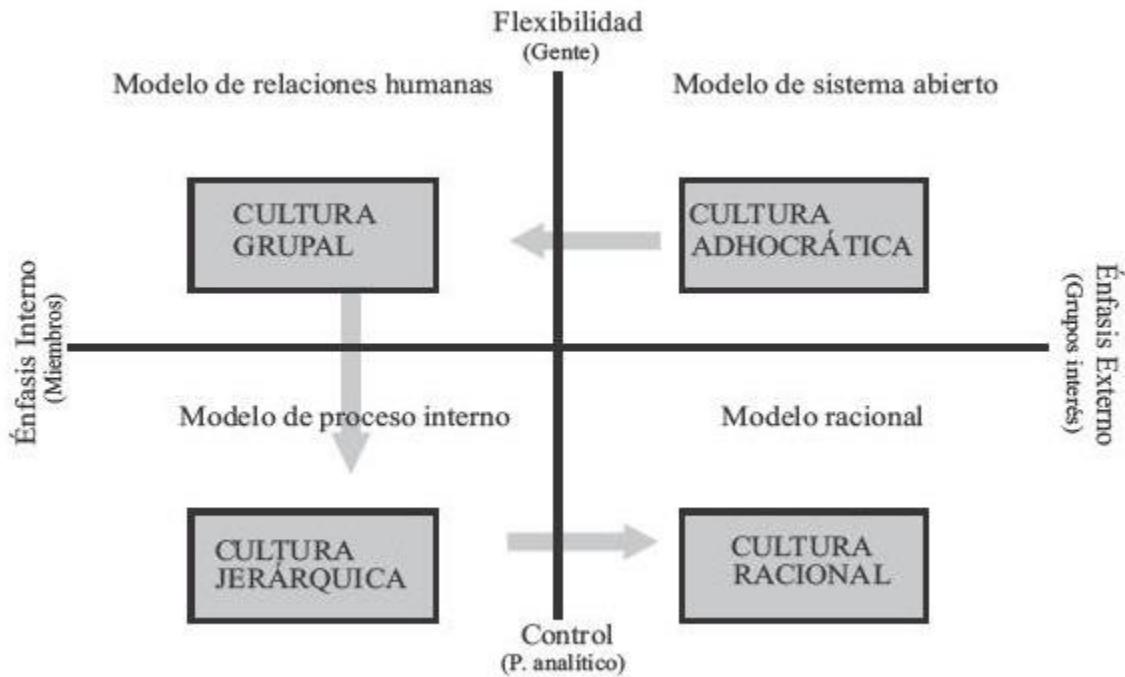 Flexibilidad
(Gente)
Modelo de relaciones humanas
Modelo de sistema abierto
CULTURA
GRUPAL
CULTURA
ADHOCRÁTICA
Énfasis Interno
(Miembros)
Énfasis Externo
(Grupos interés)
Modelo de proceso interno
Modelo racional
CULTURA
JERÁRQUICA
CULTURA
RACIONAL
Control
(P. analítico)